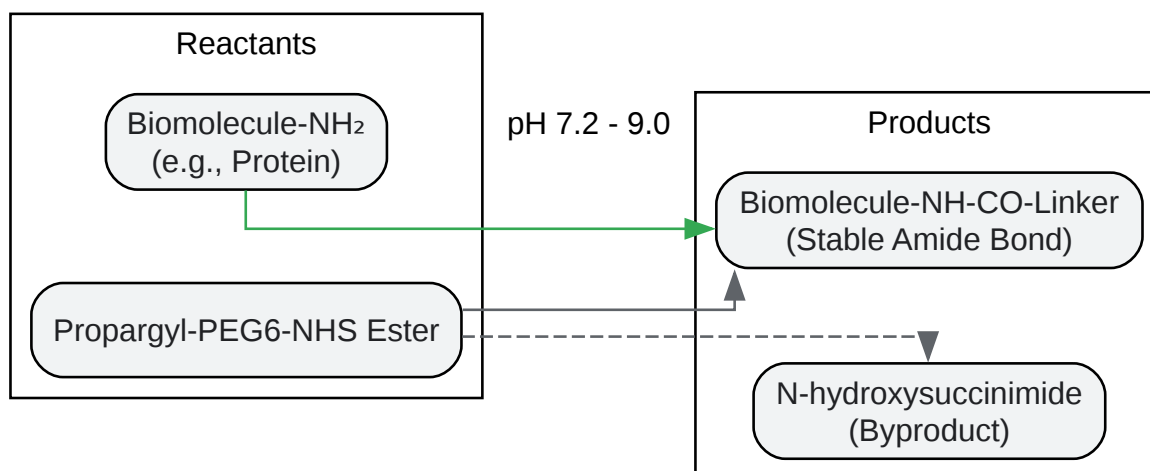 Reactants
Biomolecule-NH₂
(e.g., Protein)
Propargyl-PEG6-NHS Ester
pH 7.2 - 9.0
Products
Biomolecule-NH-CO-Linker
(Stable Amide Bond)
N-hydroxysuccinimide
(Byproduct)